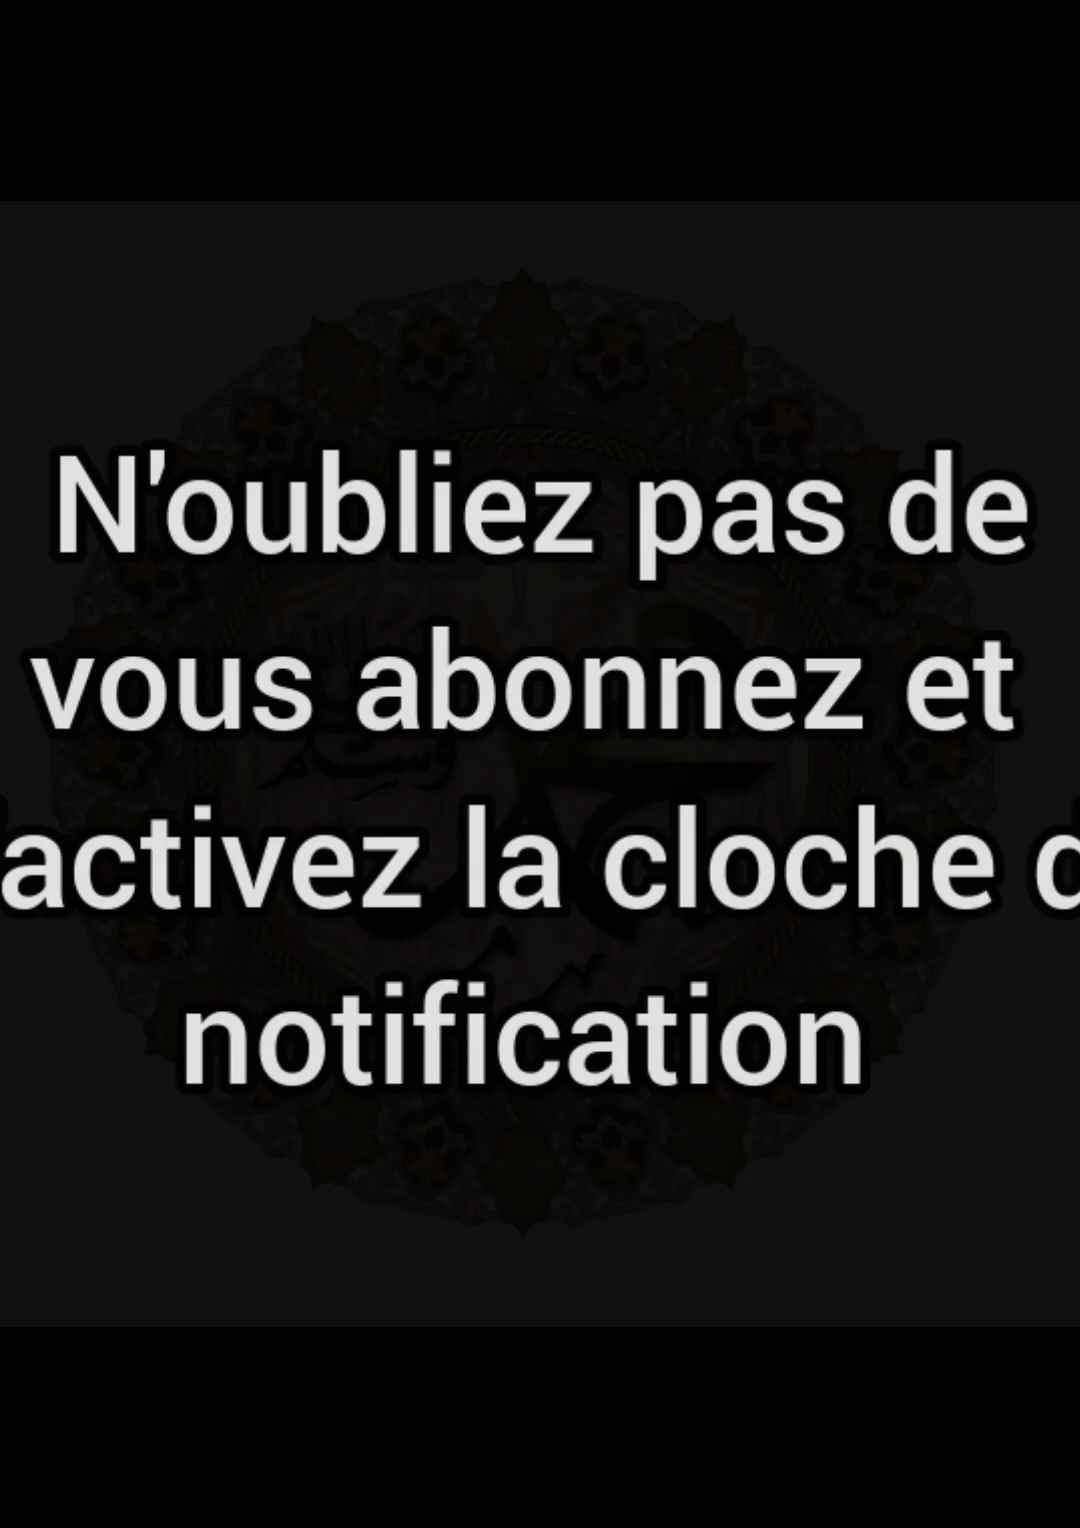 N'oubliez pas de
vous abonnez et
activez la cloche d
notification